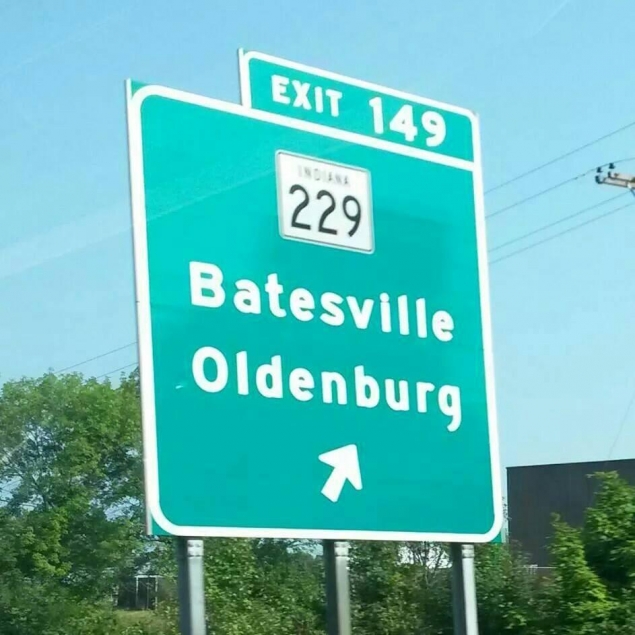 EXIT 149
INDIANA
229
Batesville
Oldenburg